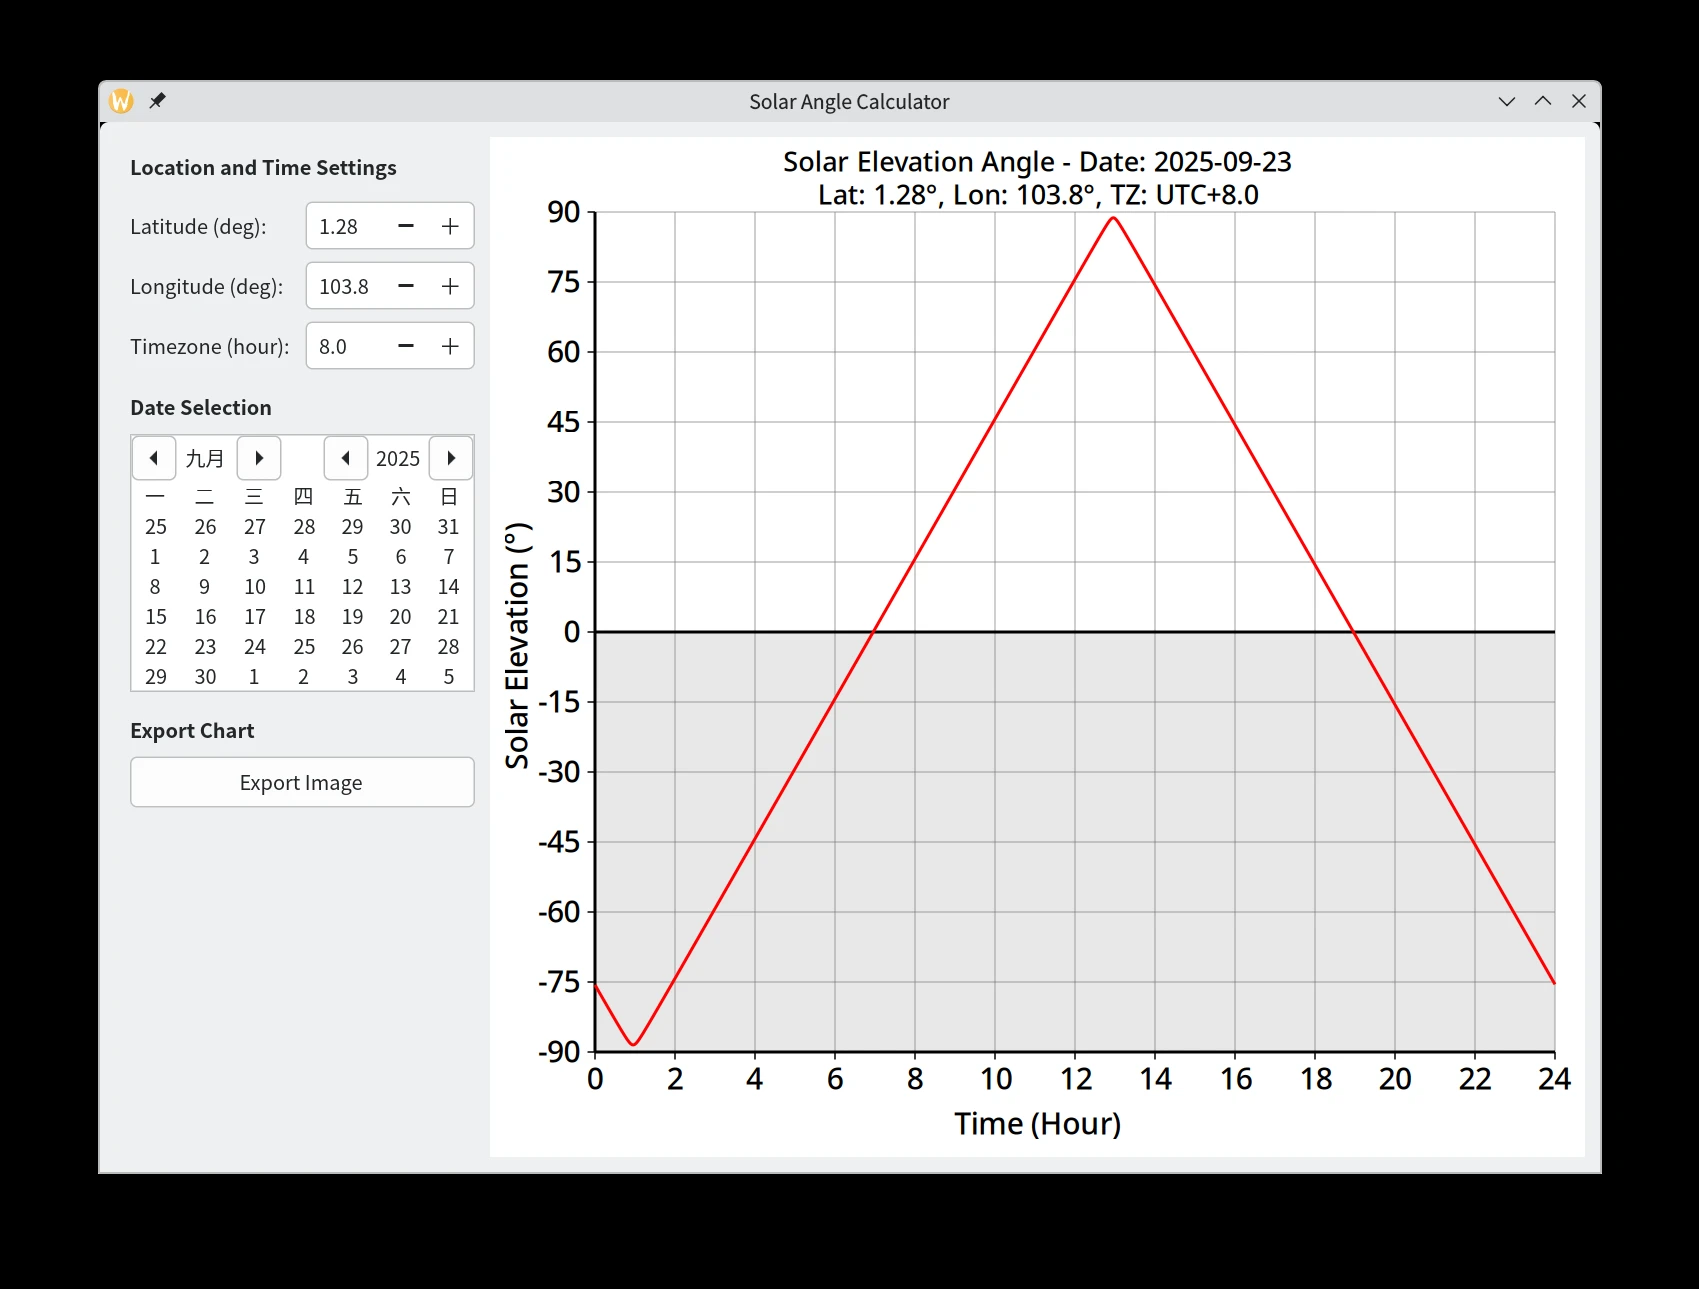 Solar Angle Calculator
Location and Time Settings
Latitude (deg): 1.28
Longitude (deg): 103.8
Timezone (hour): 8.0
Date Selection
九月 2025
一 二 三 四 五 六 日
25 26 27 28 29 30 31
1 2 3 4 5 6 7
8 9 10 11 12 13 14
15 16 17 18 19 20 21
22 23 24 25 26 27 28
29 30 1 2 3 4 5
Export Chart
Export Image
Solar Elevation Angle - Date: 2025-09-23
Lat: 1.28°, Lon: 103.8°, TZ: UTC+8.0
Solar Elevation (°)
90
75
60
45
30
15
0
-15
-30
-45
-60
-75
-90
0 2 4 6 8 10 12 14 16 18 20 22 24
Time (Hour)